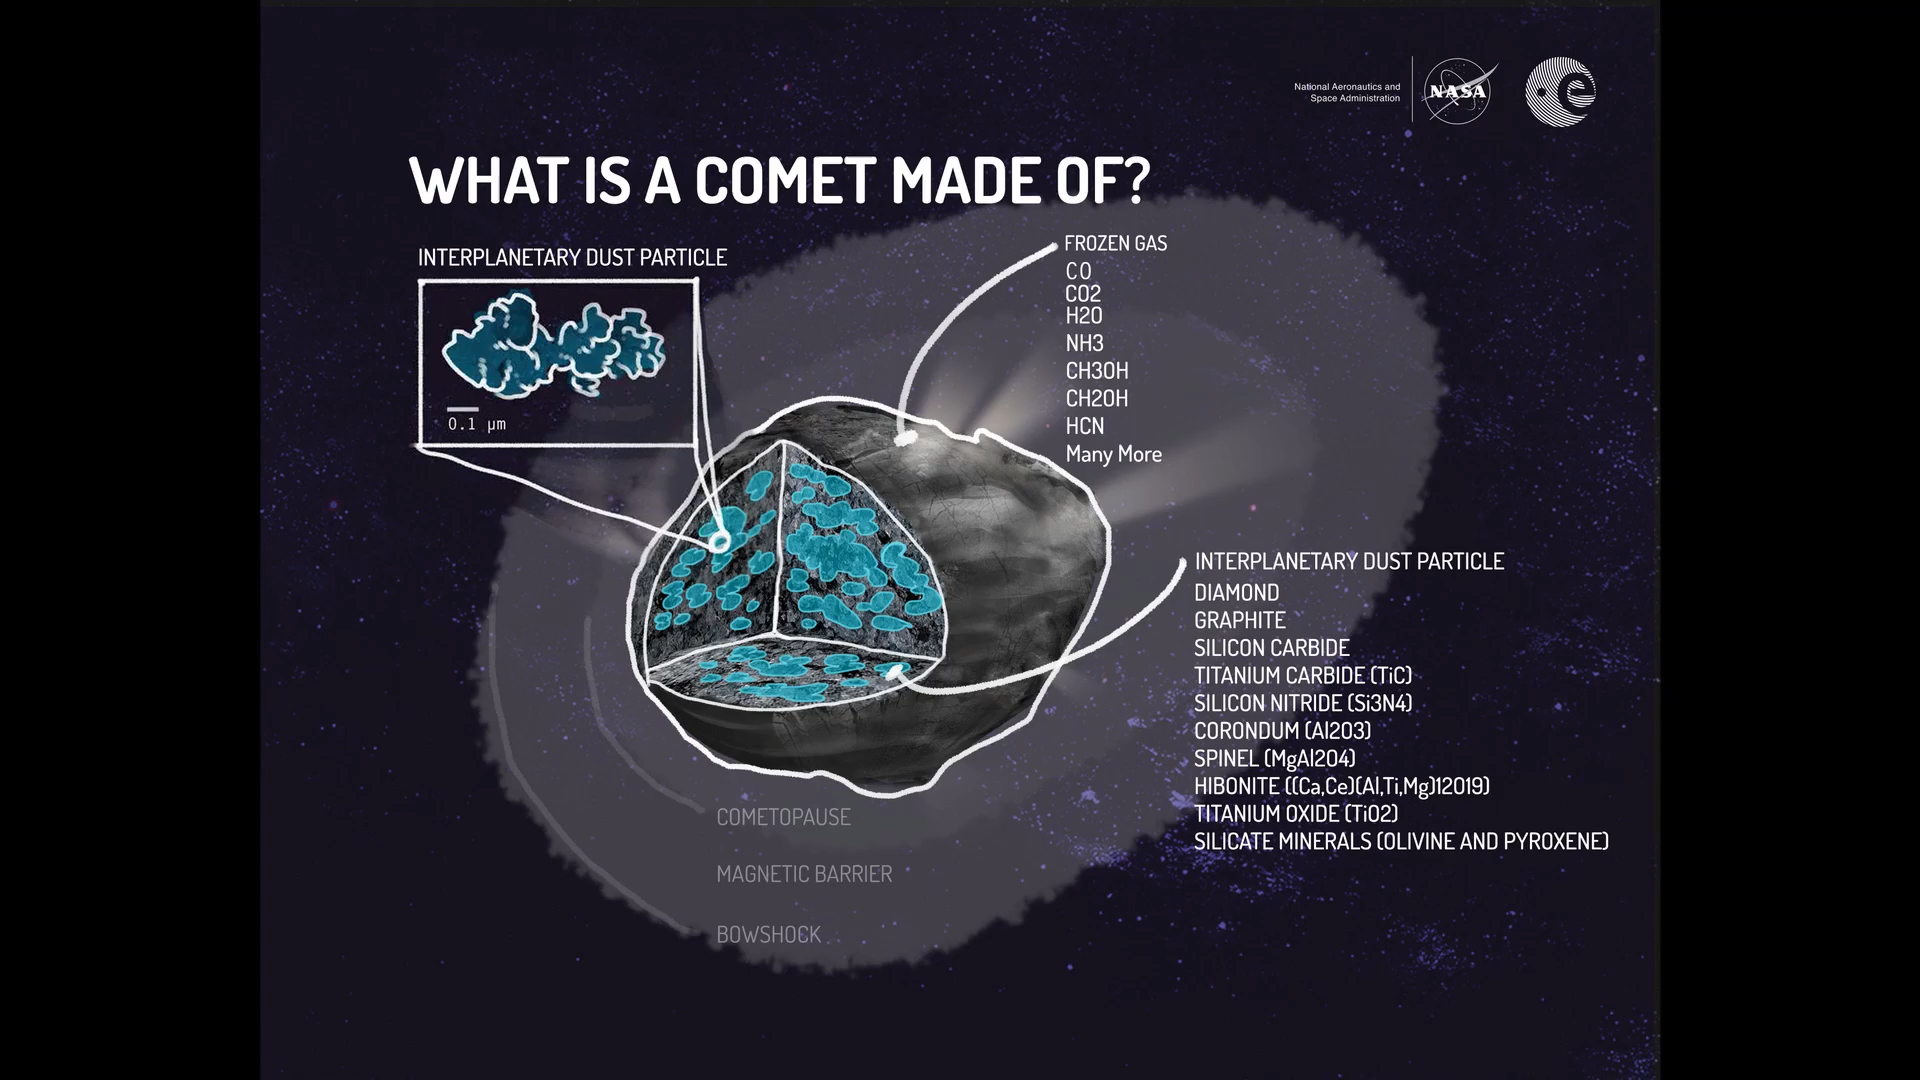 National Aeronautics and
Space Administration
NASA
e
WHAT IS A COMET MADE OF?
INTERPLANETARY DUST PARTICLE
0.1 µm
FROZEN GAS
CO
CO2
H2O
NH3
CH3OH
CH2OH
HCN
Many More
INTERPLANETARY DUST PARTICLE
DIAMOND
GRAPHITE
SILICON CARBIDE
TITANIUM CARBIDE (TiC)
SILICON NITRIDE (Si3N4)
CORONDUM (Al2O3)
SPINEL (MgAl2O4)
HIBONITE ((Ca,Ce)(Al,Ti,Mg)12O19)
TITANIUM OXIDE (TiO2)
SILICATE MINERALS (OLIVINE AND PYROXENE)
COMETOPAUSE
MAGNETIC BARRIER
BOWSHOCK